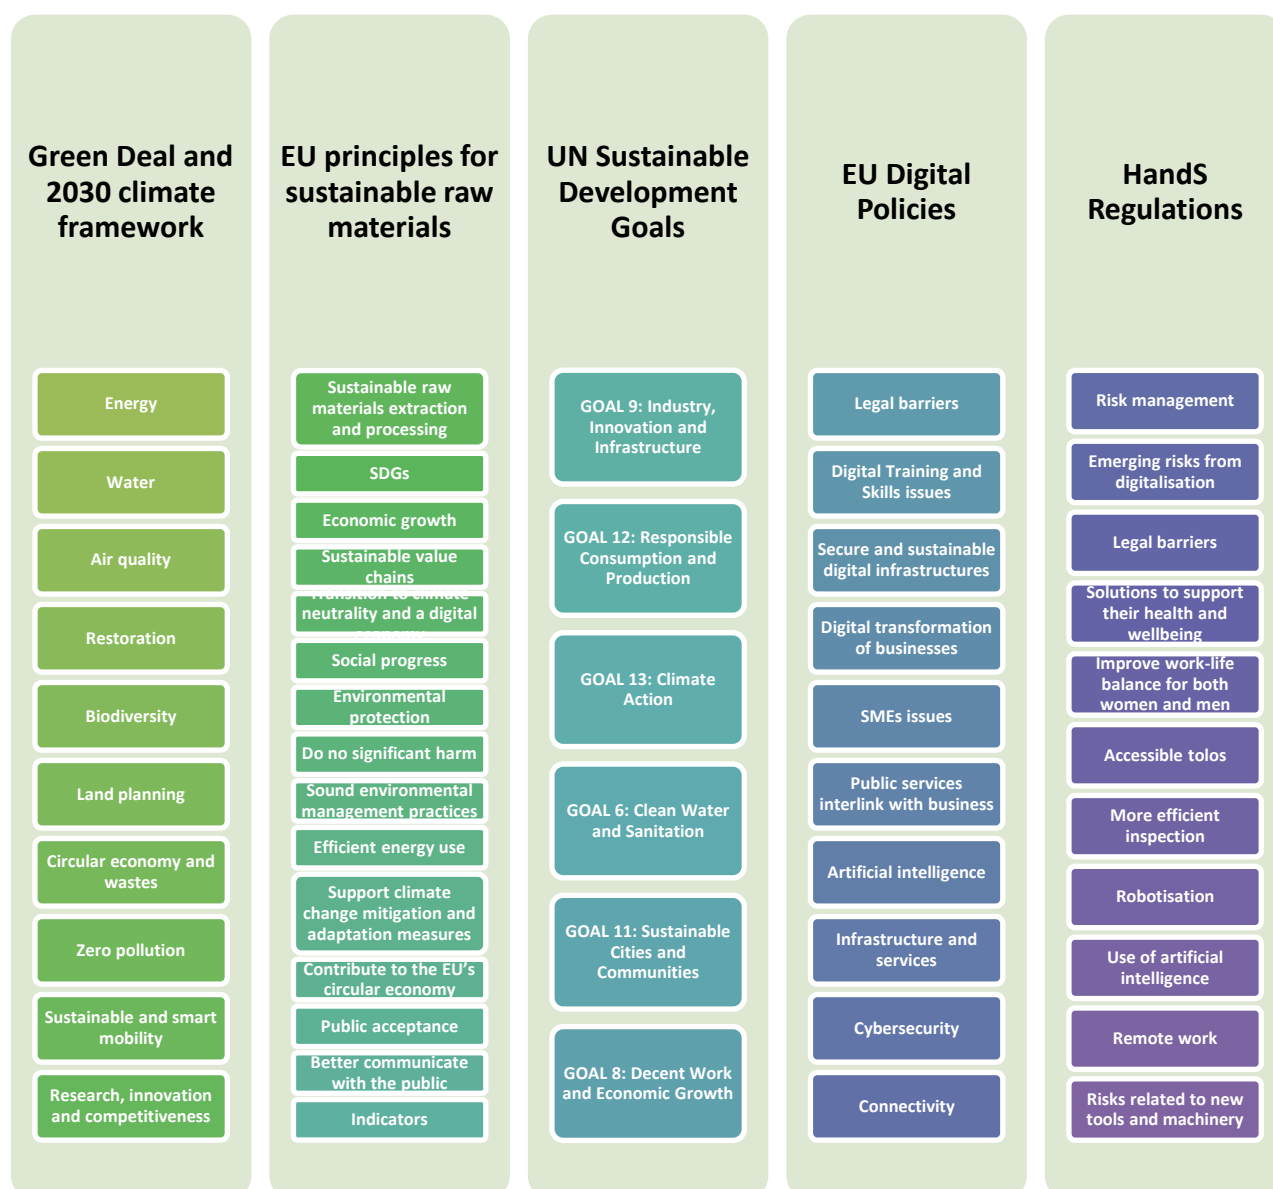 Green Deal and
2030 climate
framework
Energy
Water
Air quality
Restoration
Biodiversity
Land planning
Circular economy and
wastes
Zero pollution
Sustainable and smart
mobility
Research, innovation
and competitiveness
EU principles for
sustainable raw
materials
Sustainable raw
materials extraction
and processing
SDGs
Economic growth
Sustainable value
chains
Transition to climate
neutrality and a digital
economy
Social progress
Environmental
protection
Do no significant harm
Sound environmental
management practices
Efficient energy use
Support climate
change mitigation and
adaptation measures
Contribute to the EU's
circular economy
Public acceptance
Better communicate
with the public
Indicators
UN Sustainable
Development
Goals
GOAL 9: Industry,
Innovation and
Infrastructure
GOAL 12: Responsible
Consumption and
Production
GOAL 13: Climate
Action
GOAL 6: Clean Water
and Sanitation
GOAL 11: Sustainable
Cities and
Communities
GOAL 8: Decent Work
and Economic Growth
EU Digital
Policies
Legal barriers
Digital Training and
Skills issues
Secure and sustainable
digital infrastructures
Digital transformation
of businesses
SMEs issues
Public services
interlink with business
Artificial intelligence
Infrastructure and
services
Cybersecurity
Connectivity
HandS
Regulations
Risk management
Emerging risks from
digitalisation
Legal barriers
Solutions to support
their health and
wellbeing
Improve work-life
balance for both
women and men
Accessible tolos
More efficient
inspection
Robotisation
Use of artificial
intelligence
Remote work
Risks related to new
tools and machinery